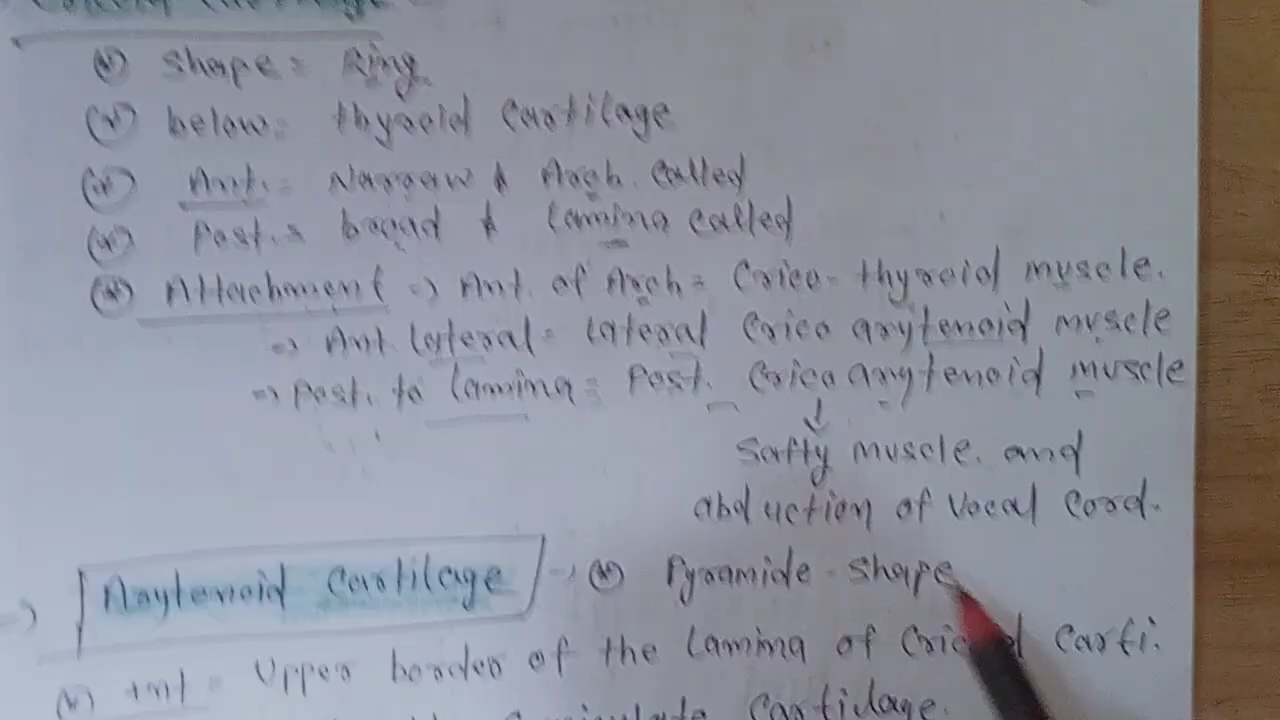 Cartilage
(*) Shape = Ring
(*) below = thyroid Cartilage
(*) Ant. = Narrow & Arch. Called
(*) Post. = broad & lamina called
(*) Attachment => Ant. of Arch = Crico-thyroid muscle.
=> Ant lateral = lateral Crico arytenoid muscle
=> Post. to lamina = Post. Crico arytenoid muscle
↓
Safty muscle. and
abduction of Vocal Cord.
=> Arytenoid Cartilage -> (*) Pyramide - Shape
(*) = Upper border of the Lamina of Carti.
Cartilage.